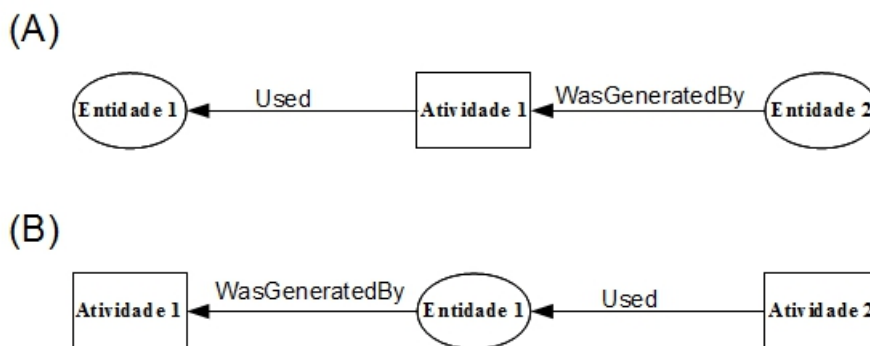 (A)
Entidade 1
Used
Atividade 1
WasGeneratedBy
Entidade 2
(B)
Atividade 1
WasGeneratedBy
Entidade 1
Used
Atividade 2